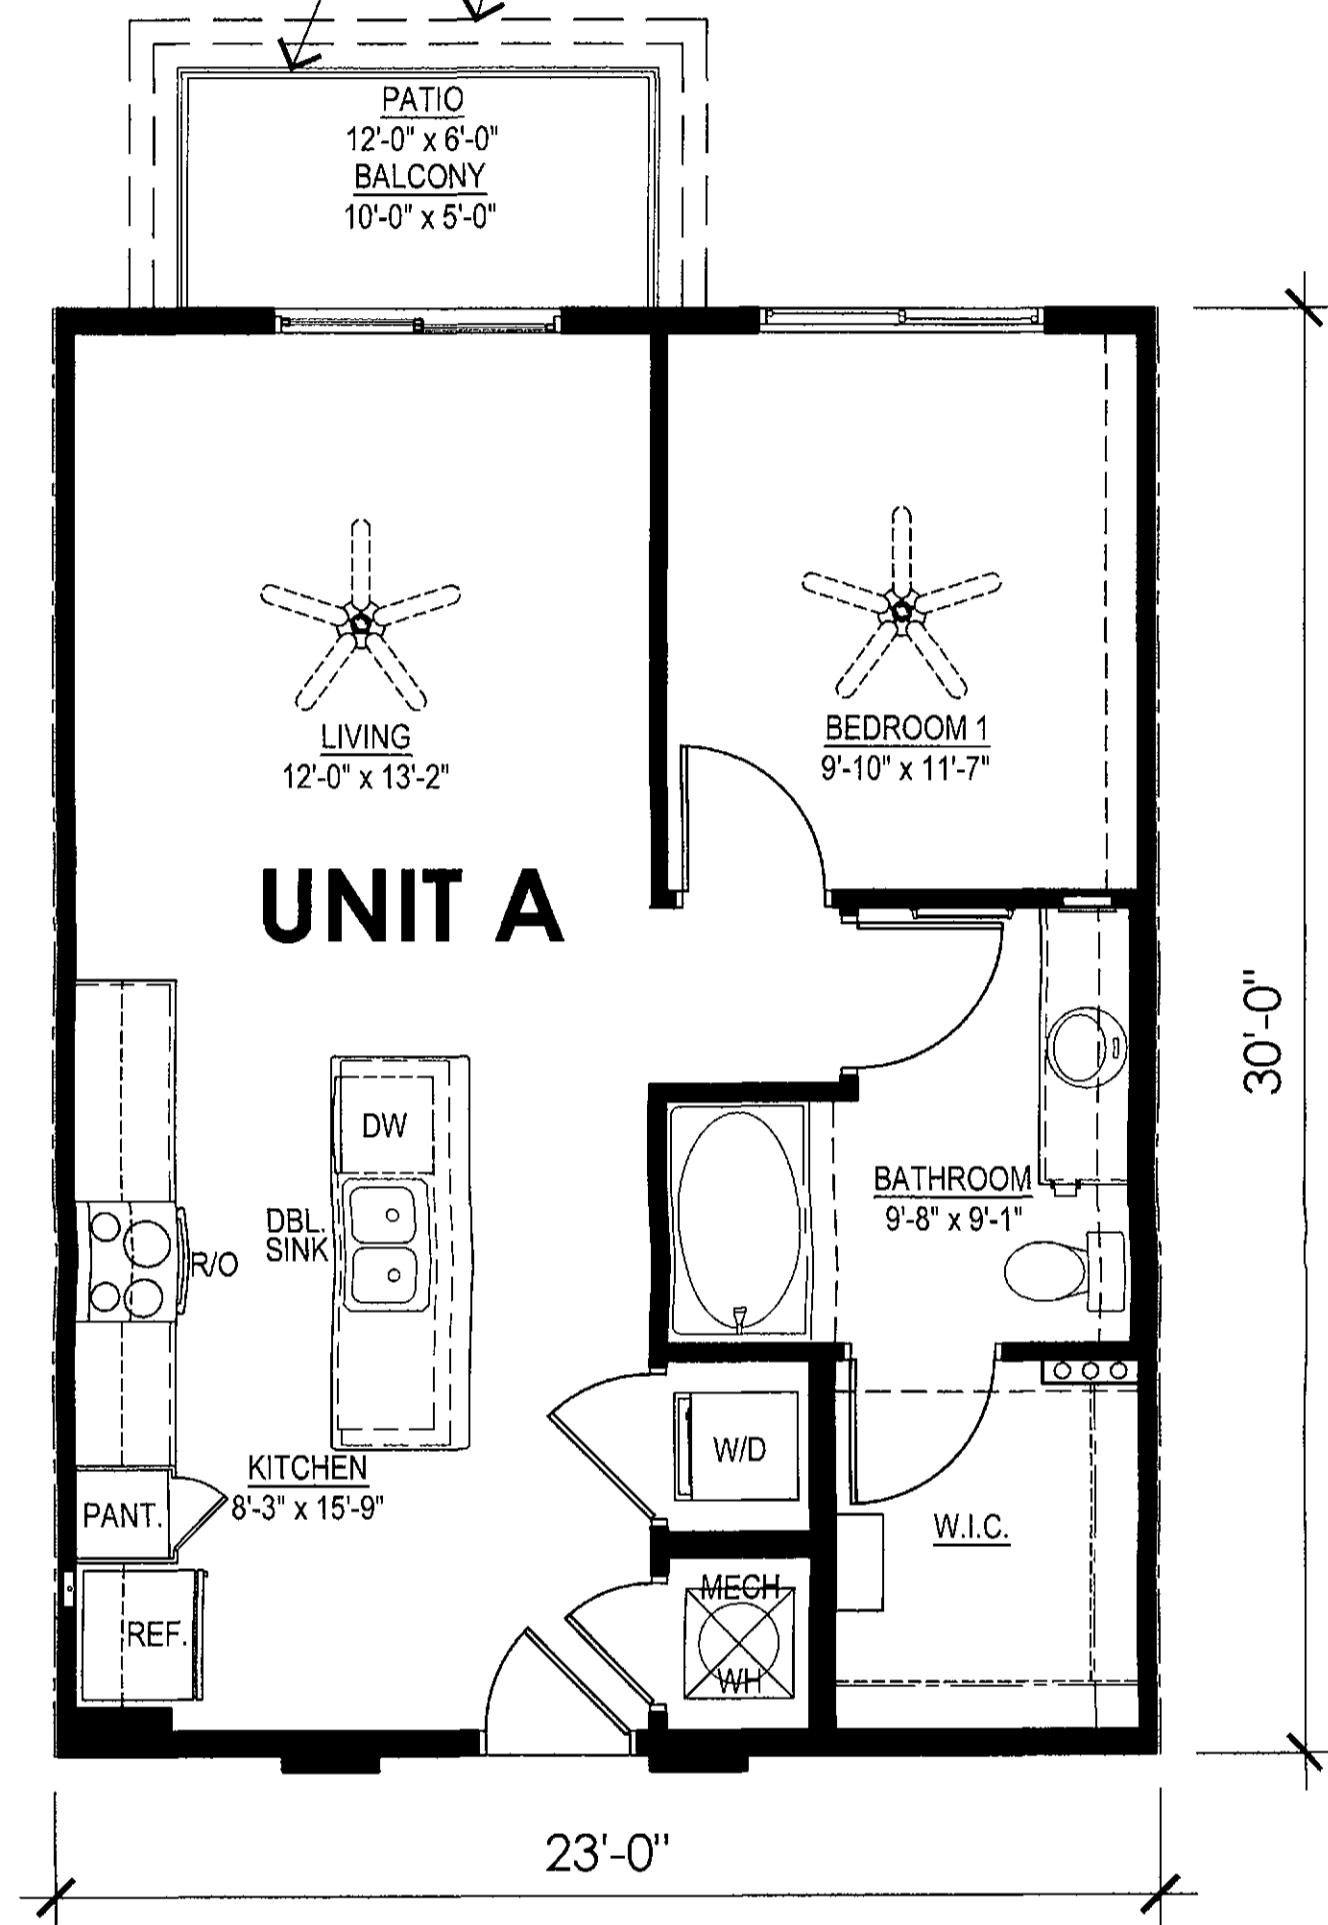 PATIO
12'-0" x 6'-0"
BALCONY
10'-0" x 5'-0"
LIVING
12'-0" x 13'-2"
BEDROOM 1
9'-10" x 11'-7"
UNIT A
30'-0"
DW
DBL.
SINK
R/O
BATHROOM
9'-8" x 9'-1"
KITCHEN
8'-3" x 15'-9"
W/D
PANT.
W.I.C.
REF.
MECH
WH
23'-0"